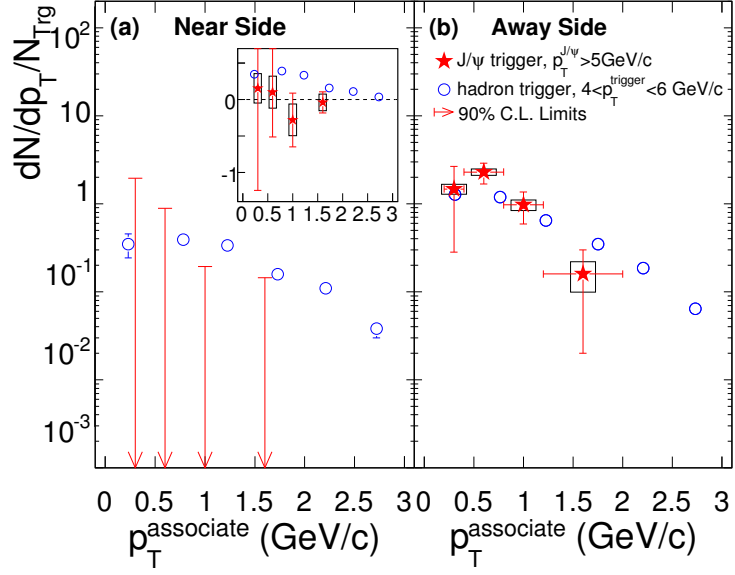 (a) Near Side
(b) Away Side
dN/dp_T/N_Trg
10^2
10
1
10^-1
10^-2
10^-3
0
-1
0 0.5 1 1.5 2 2.5 3
J/ψ trigger, p_T^{J/ψ}>5GeV/c
hadron trigger, 4<p_T^{trigger}<6 GeV/c
90% C.L. Limits
0 0.5 1 1.5 2 2.5 3
0 0.5 1 1.5 2 2.5 3
p_T^{associate} (GeV/c)
p_T^{associate} (GeV/c)